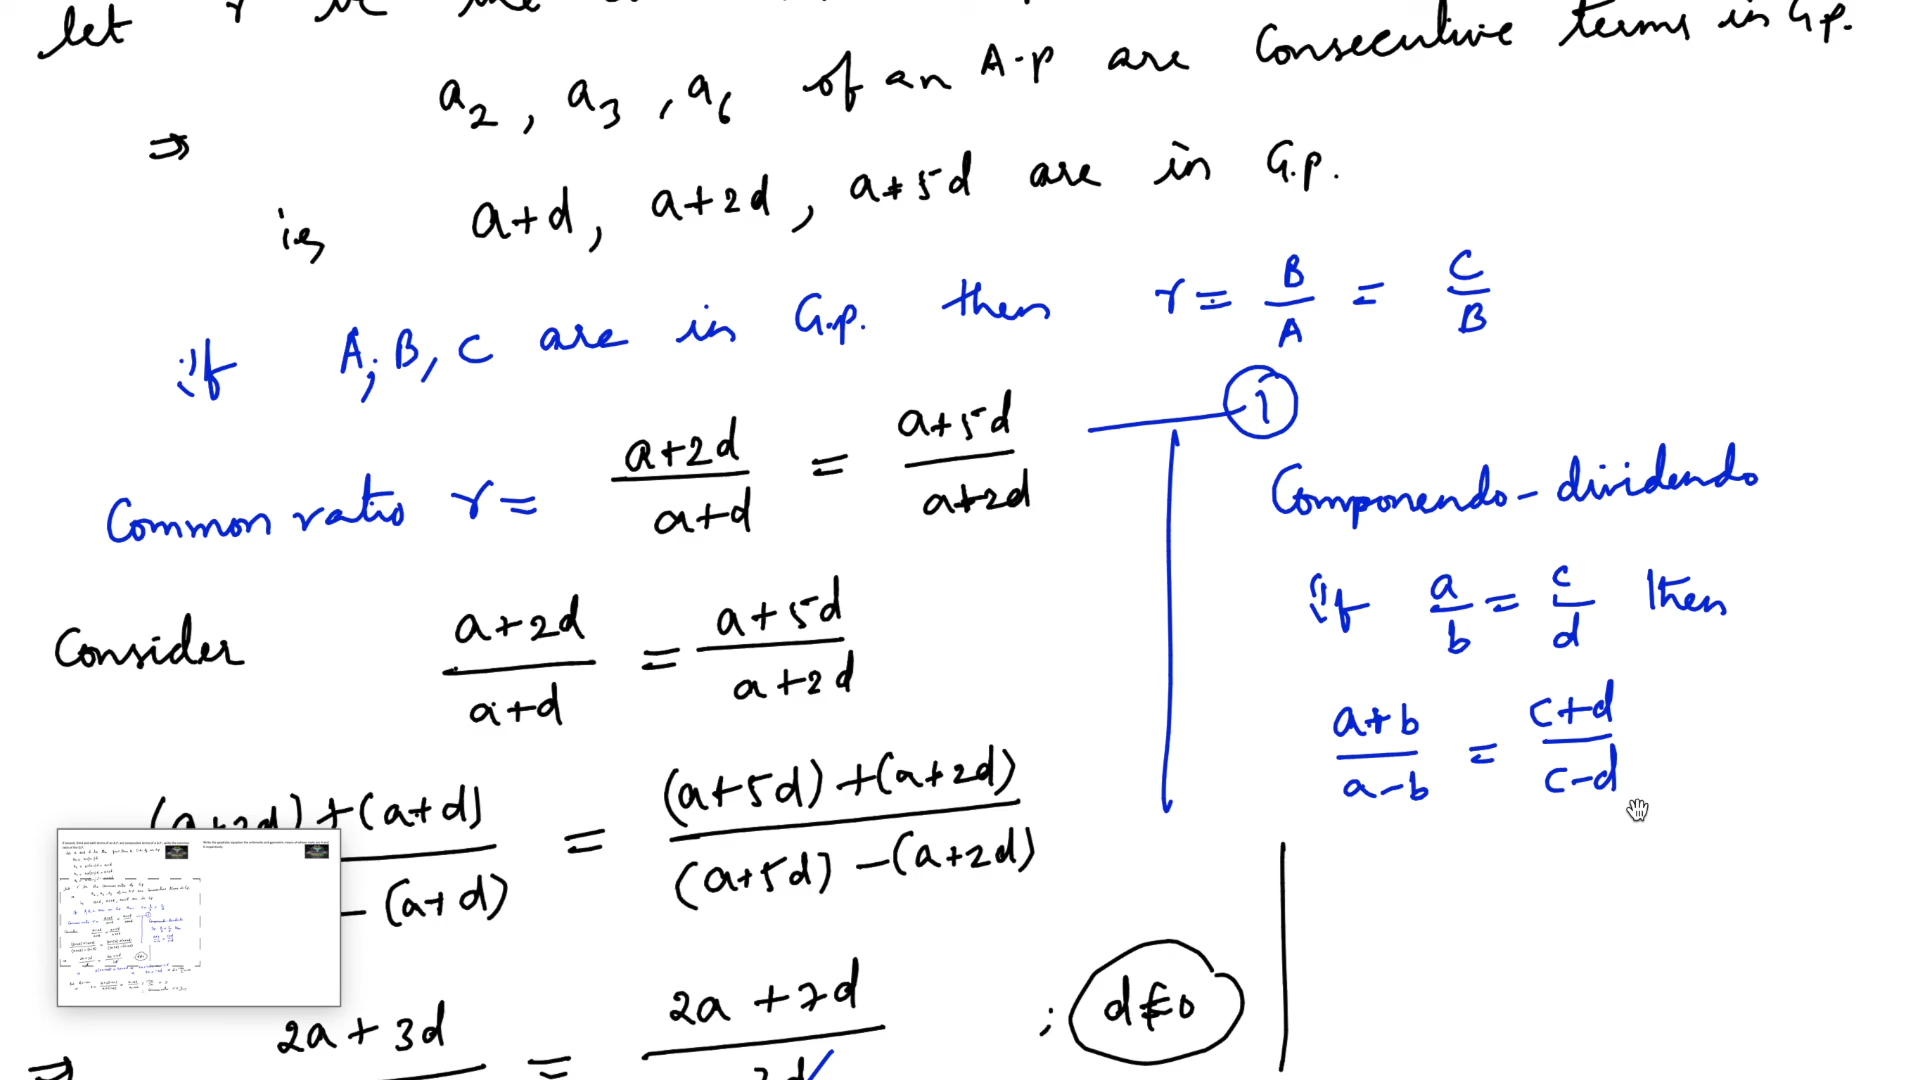 let r
a₂, a₃, a₆ of an A.P are Consecutive terms in G.p.
⇒
ie, a+d, a+2d, a+5d are in G.p.
if A, B, C are in G.p. then r = B/A = C/B
①
Common ratio r = (a+2d)/(a+d) = (a+5d)/(a+2d)
Componendo-dividendo
if a/b = c/d then
Consider (a+2d)/(a+d) = (a+5d)/(a+2d)
(a+b)/(a-b) = (c+d)/(c-d)
(a+2d)+(a+d) = (a+5d)+(a+2d)
-(a+d) (a+5d)-(a+2d)
⇒ 2a+3d = 2a+7d ; d≠0
3d